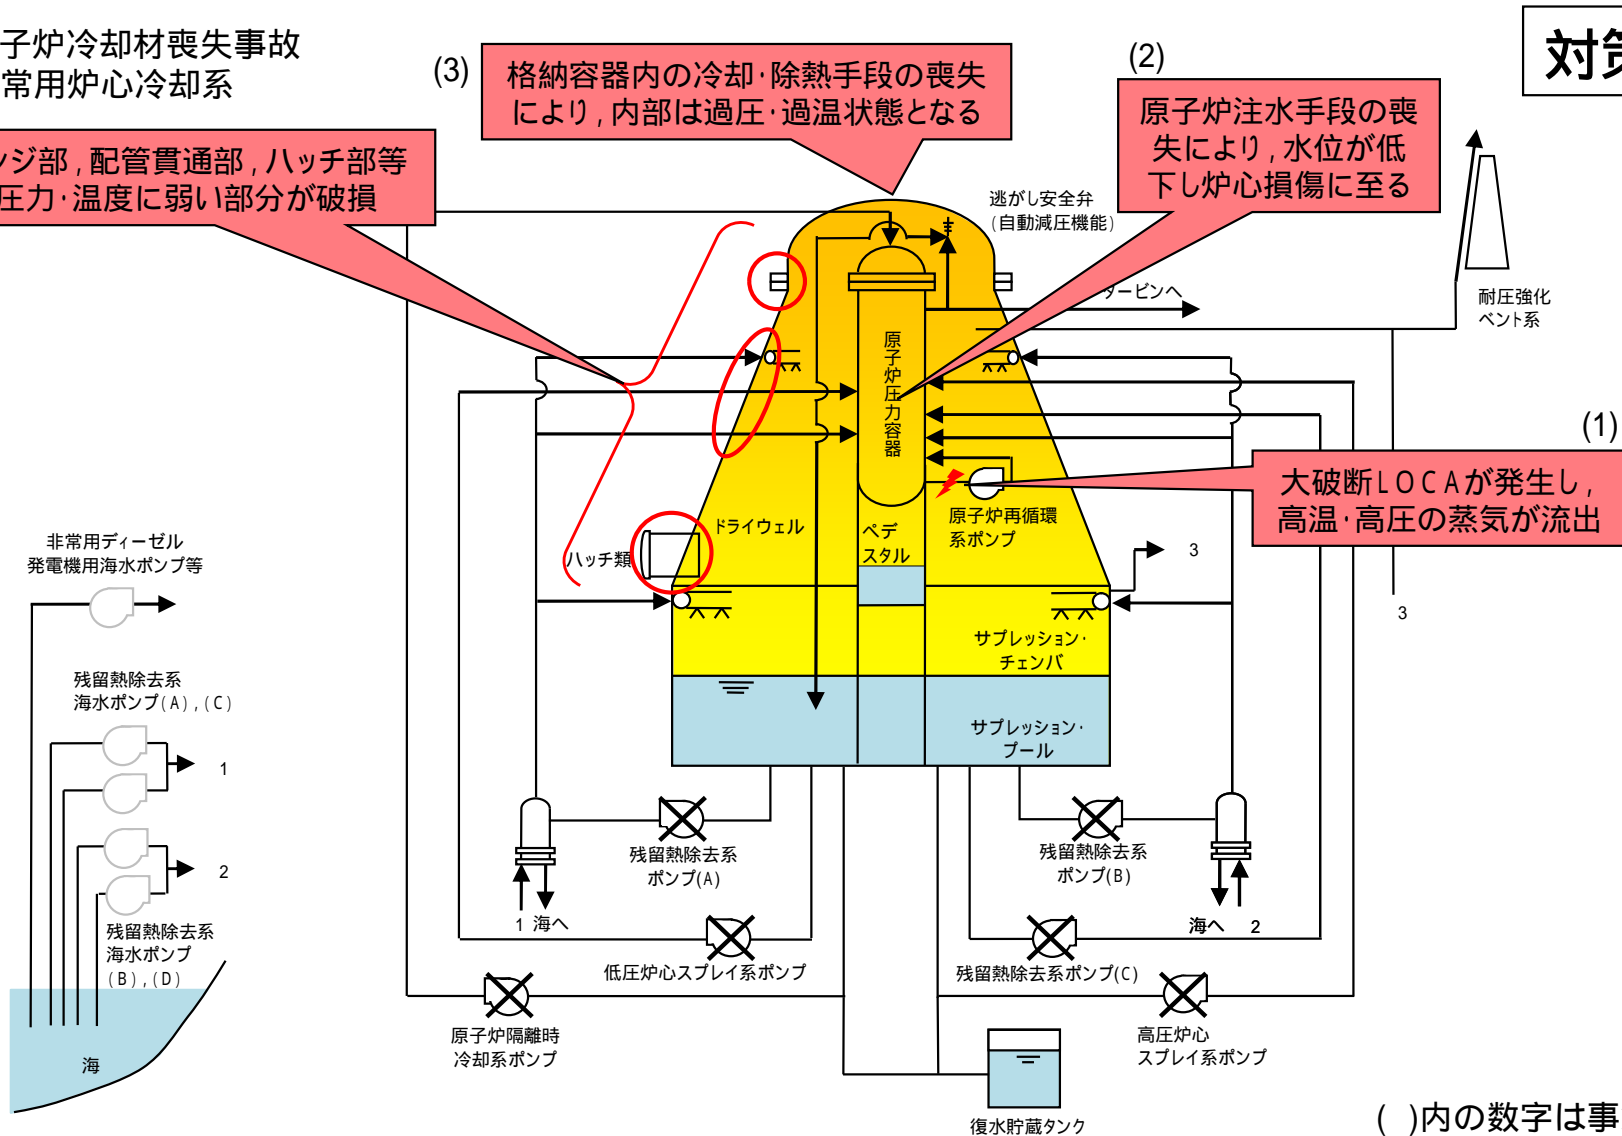 子炉冷却材喪失事故
常用炉心冷却系
対策
(3)
格納容器内の冷却・除熱手段の喪失
により,内部は過圧・過温状態となる
(2)
原子炉注水手段の喪
失により,水位が低
下し炉心損傷に至る
ンジ部,配管貫通部,ハッチ部等
圧力・温度に弱い部分が破損
逃がし安全弁
(自動減圧機能)
タービンへ
耐圧強化
ベント系
原子炉圧力容器
(1)
大破断LOCAが発生し,
高温・高圧の蒸気が流出
ドライウェル
ペデ
スタル
原子炉再循環
系ポンプ
ハッチ類
3
3
非常用ディーゼル
発電機用海水ポンプ等
サプレッション・
チェンバ
残留熱除去系
海水ポンプ(A),(C)
サプレッション・
プール
1
2
残留熱除去系
ポンプ(A)
残留熱除去系
ポンプ(B)
1 海へ
海へ 2
残留熱除去系
海水ポンプ
(B),(D)
低圧炉心スプレイ系ポンプ
残留熱除去系ポンプ(C)
原子炉隔離時
冷却系ポンプ
高圧炉心
スプレイ系ポンプ
海
復水貯蔵タンク
( )内の数字は事